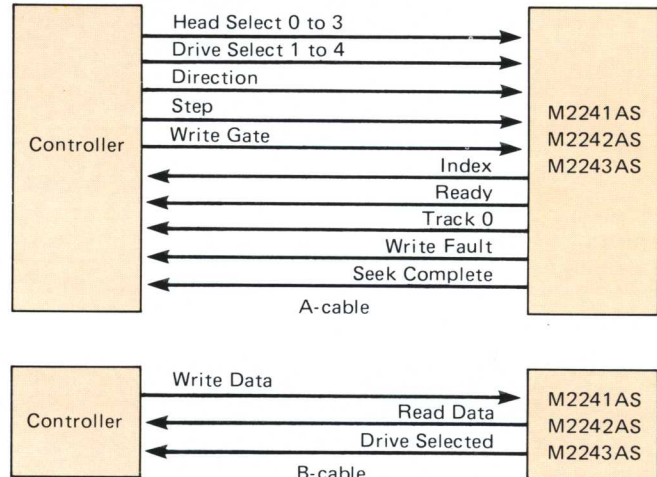 Head Select 0 to 3
Drive Select 1 to 4
Direction
Step
Write Gate
Controller
Index
Ready
Track 0
Write Fault
Seek Complete
M2241AS
M2242AS
M2243AS
A-cable
Write Data
Controller
Read Data
Drive Selected
M2241AS
M2242AS
M2243AS
B-cable